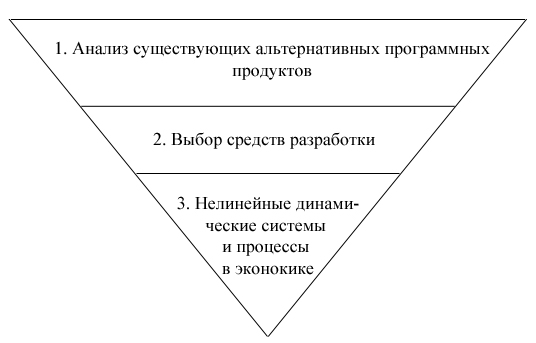 1. Анализ существующих альтернативных программных
продуктов
2. Выбор средств разработки
3. Нелинейные динами-
ческие системы
и процессы
в эконокике